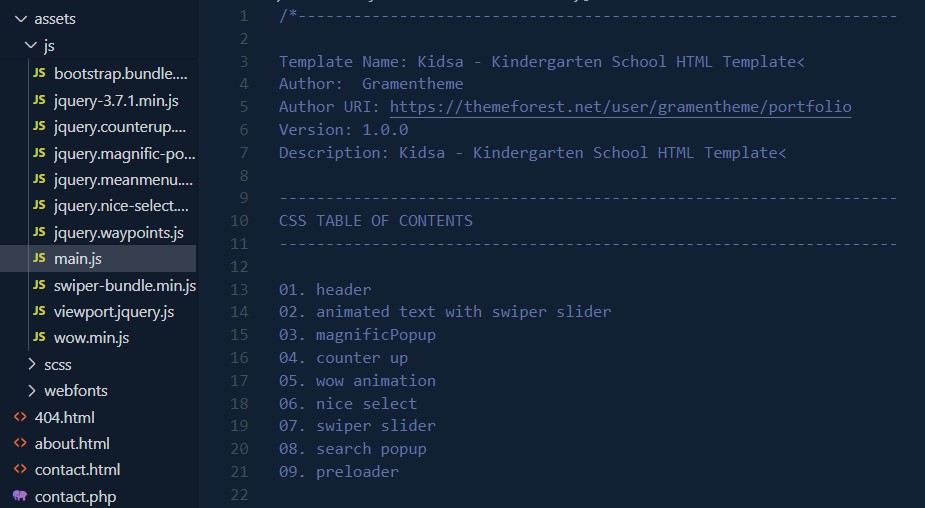 assets
js
JS bootstrap.bundle....
JS jquery-3.7.1.min.js
JS jquery.counterup....
JS jquery.magnific-po...
JS jquery.meanmenu....
JS jquery.nice-select....
JS jquery.waypoints.js
JS main.js
JS swiper-bundle.min.js
JS viewport.jquery.js
JS wow.min.js
scss
webfonts
<> 404.html
<> about.html
<> contact.html
contact.php
1 /*-----------------------------------------------------------------
2
3 Template Name: Kidsa - Kindergarten School HTML Template<
4 Author:  Gramentheme
5 Author URI: https://themeforest.net/user/gramentheme/portfolio
6 Version: 1.0.0
7 Description: Kidsa - Kindergarten School HTML Template<
8
9 -------------------------------------------------------------------
10 CSS TABLE OF CONTENTS
11 -------------------------------------------------------------------
12
13 01. header
14 02. animated text with swiper slider
15 03. magnificPopup
16 04. counter up
17 05. wow animation
18 06. nice select
19 07. swiper slider
20 08. search popup
21 09. preloader
22